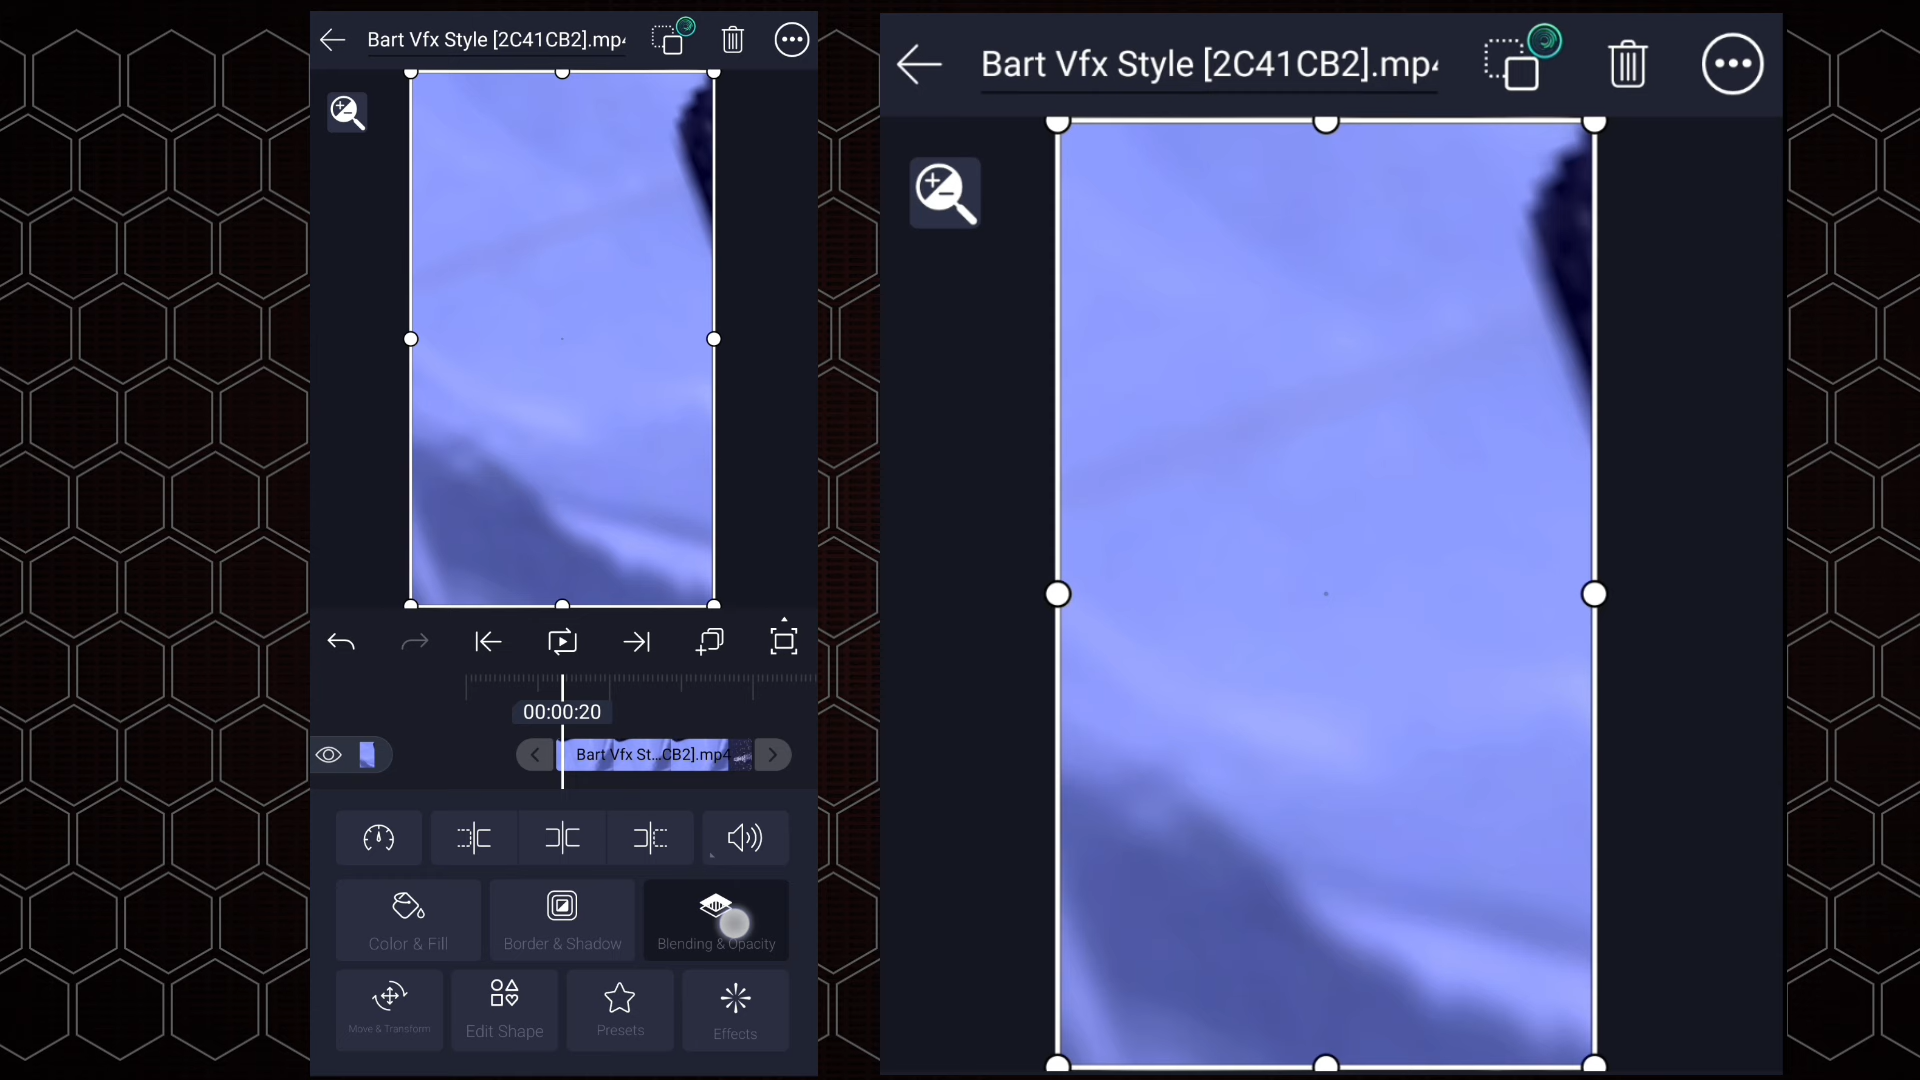 Bart Vfx Style [2C41CB2].mp4
00:00:20
Bart Vfx St...CB2].mp4
Color & Fill
Border & Shadow
Blending & Opacity
Move & Transform
Edit Shape
Presets
Effects
Bart Vfx Style [2C41CB2].mp4